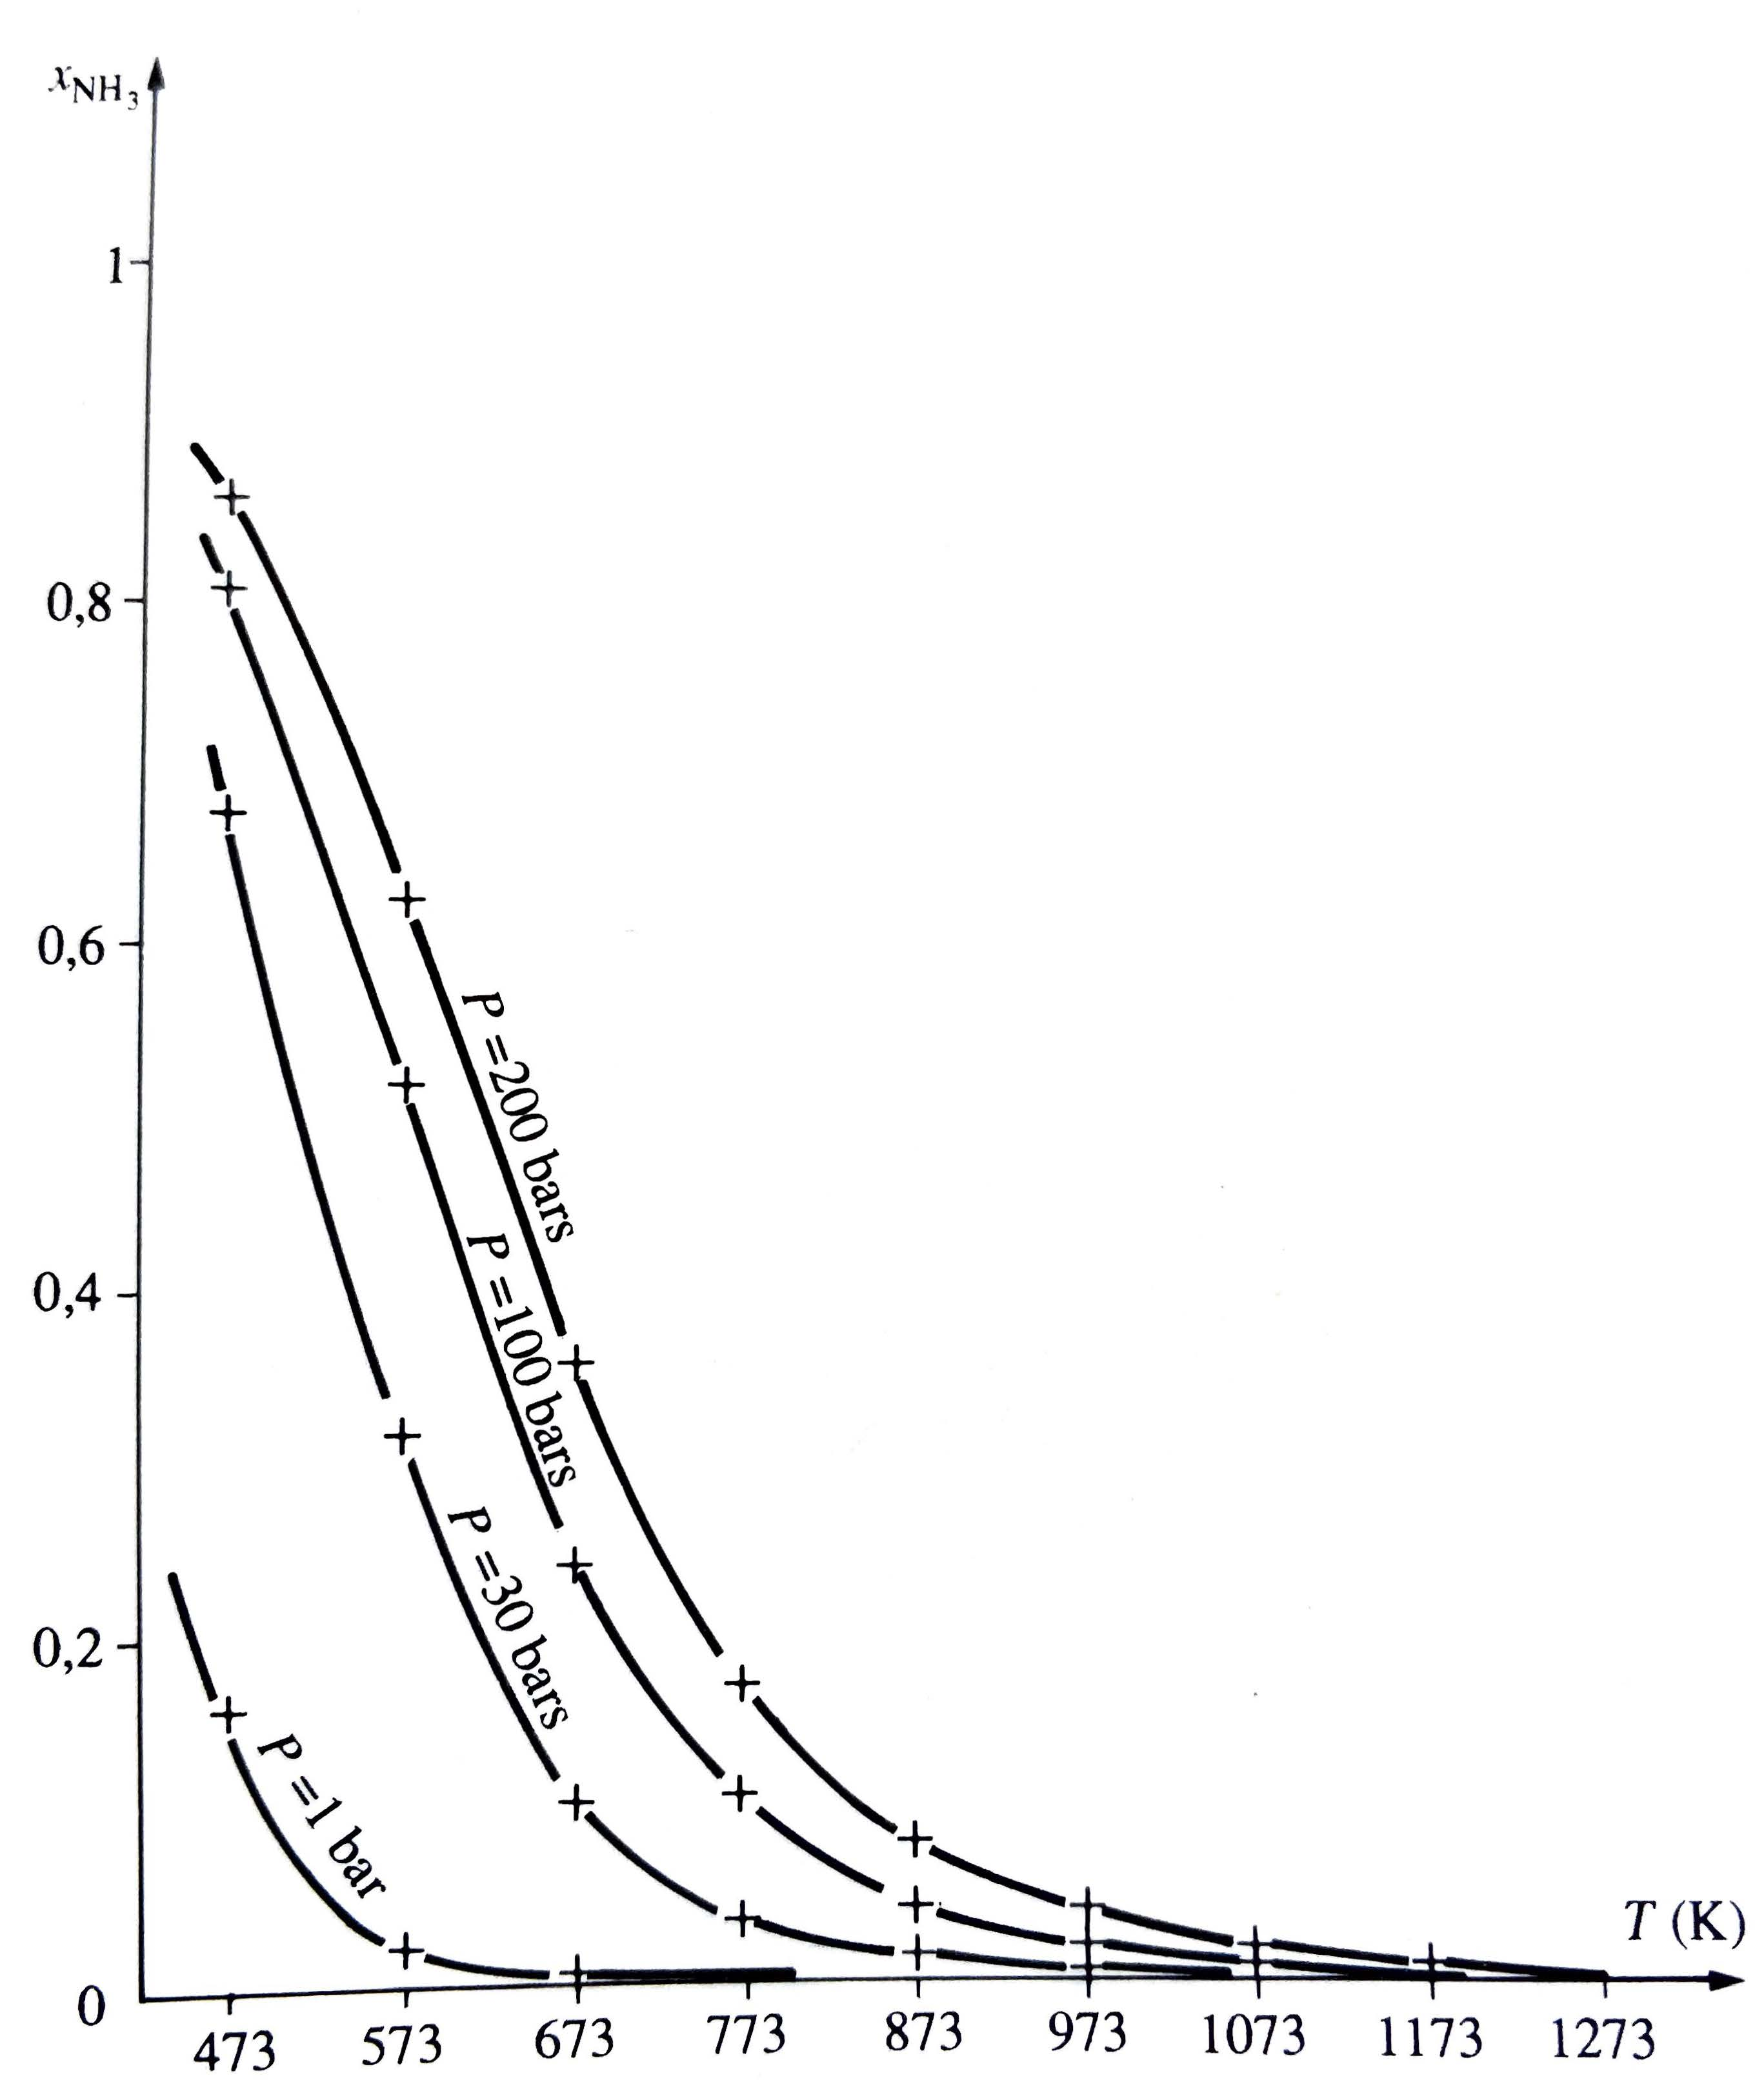 xNH3
1
0,8
0,6
0,4
0,2
0
P =200 bars
P =100 bars
P =30 bars
P =1 bar
T (K)
473 573 673 773 873 973 1073 1173 1273